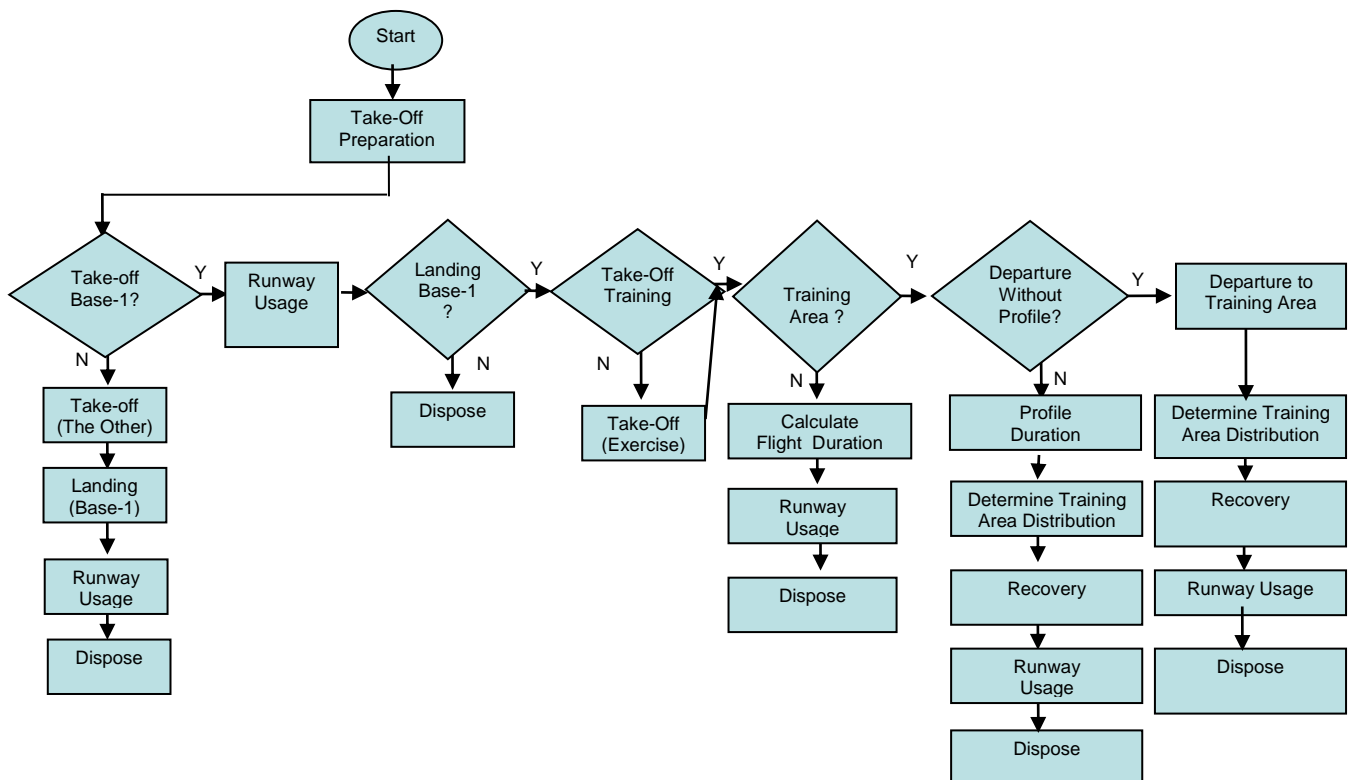 Start
Take-Off
Preparation
Take-off
Base-1?
Y
N
Runway
Usage
Landing
Base-1
?
Y
N
Take-Off
Training
Y
N
Training
Area ?
Y
N
Departure
Without
Profile?
Y
N
Departure to
Training Area
Take-off
(The Other)
Landing
(Base-1)
Runway
Usage
Dispose
Dispose
Take-Off
(Exercise)
Calculate
Flight Duration
Runway
Usage
Dispose
Profile
Duration
Determine Training
Area Distribution
Recovery
Runway
Usage
Dispose
Determine Training
Area Distribution
Recovery
Runway Usage
Dispose